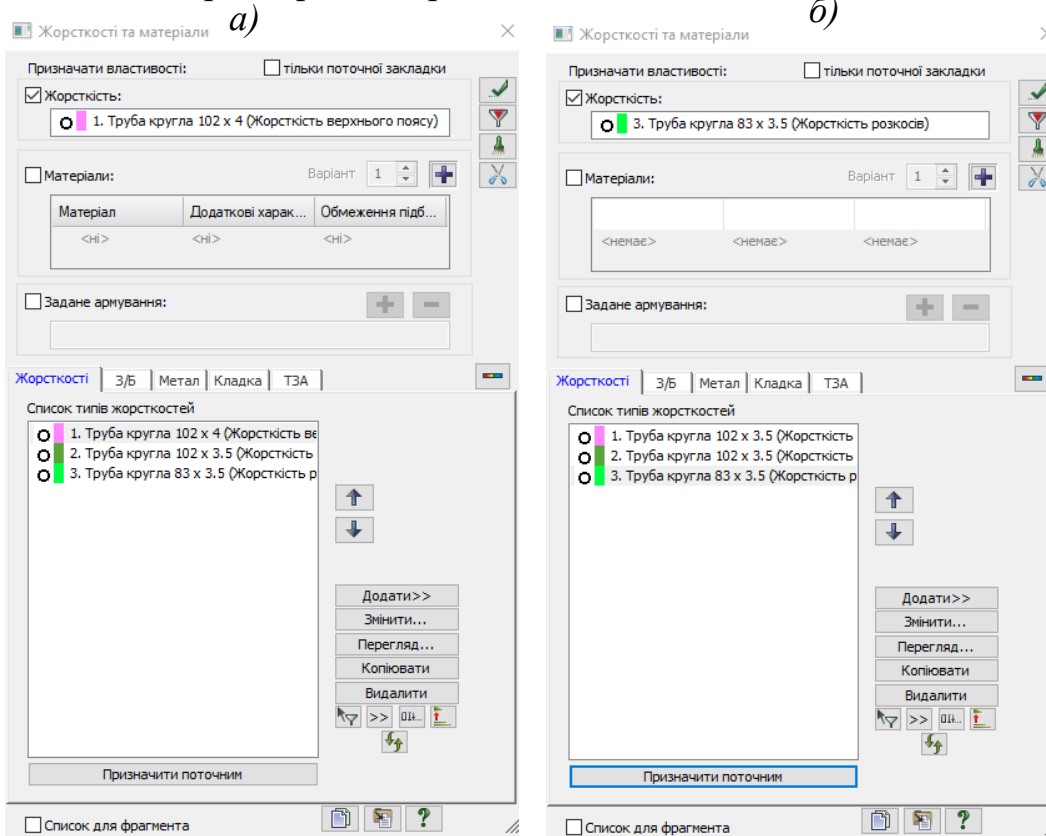 а)
Жорсткості та матеріали
Призначати властивості:
тільки поточної закладки
Жорсткість:
1. Труба кругла 102 x 4 (Жорсткість верхнього поясу)
Матеріали:
Варіант 1
Матеріал Додаткові харак... Обмеження підб...
<ні> <ні> <ні>
Задане армування:
Жорсткості З/Б Метал Кладка ТЗА
Список типів жорсткостей
1. Труба кругла 102 x 4 (Жорсткість ве
2. Труба кругла 102 x 3.5 (Жорсткість
3. Труба кругла 83 x 3.5 (Жорсткість р
Додати>>
Змінити...
Перегляд...
Копіювати
Видалити
>>
Призначити поточним
Список для фрагмента
?
б)
Жорсткості та матеріали
Призначати властивості:
тільки поточної закладки
Жорсткість:
3. Труба кругла 83 x 3.5 (Жорсткість розкосів)
Матеріали:
Варіант 1
<немає> <немає> <немає>
Задане армування:
Жорсткості З/Б Метал Кладка ТЗА
Список типів жорсткостей
1. Труба кругла 102 x 3.5 (Жорсткість
2. Труба кругла 102 x 3.5 (Жорсткість
3. Труба кругла 83 x 3.5 (Жорсткість р
Додати>>
Змінити...
Перегляд...
Копіювати
Видалити
>>
Призначити поточним
Список для фрагмента
?